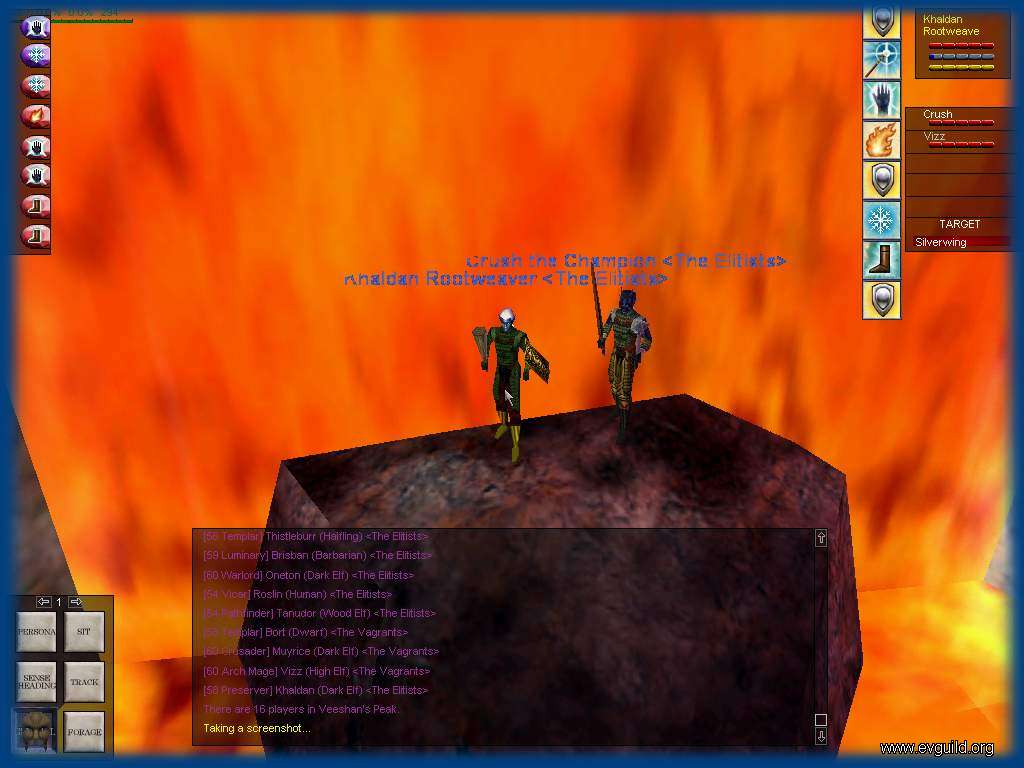 Khaldan
Rootweave
Crush
Vizz
TARGET
Silverwing
Crush the Champion <The Elitists>
Khaldan Rootweaver <The Elitists>
[56 Templar] Thistleburr (Halfling) <The Elitists>
[59 Luminary] Brisban (Barbarian) <The Elitists>
[60 Warlord] Oneton (Dark Elf) <The Elitists>
[54 Vicar] Roslin (Human) <The Elitists>
[54 Pathfinder] Tanudor (Wood Elf) <The Elitists>
Templar] Bort (Dwarf) <The Vagrants>
[60 Crusader] Muyrice (Dark Elf) <The Vagrants>
[60 Arch Mage] Vizz (High Elf) <The Vagrants>
[58 Preserver] Khaldan (Dark Elf) <The Elitists>
There are 16 players in Veeshan's Peak.
Taking a screenshot...
1
PERSONA
SIT
SENSE
HEADING
TRACK
FORAGE
www.evguild.org